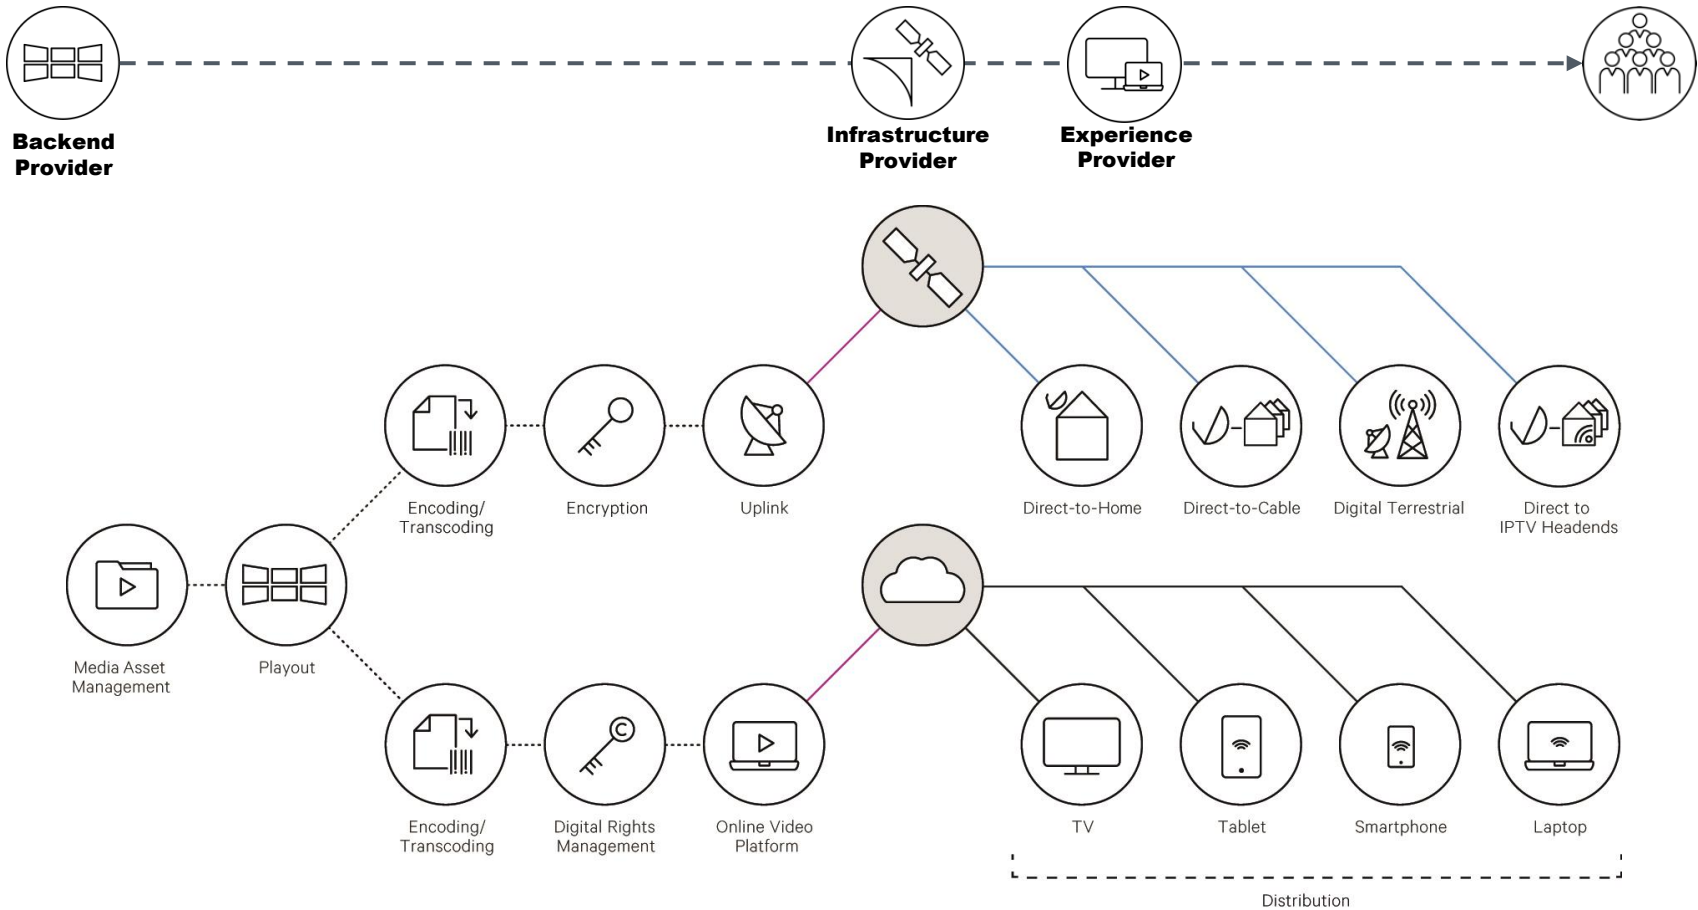 Backend
Provider
Infrastructure
Provider
Experience
Provider
Encoding/
Transcoding
Encryption
Uplink
Direct-to-Home
Direct-to-Cable
Digital Terrestrial
Direct to
IPTV Headends
Media Asset
Management
Playout
Encoding/
Transcoding
C
Digital Rights
Management
Online Video
Platform
TV
Tablet
Smartphone
Laptop
Distribution